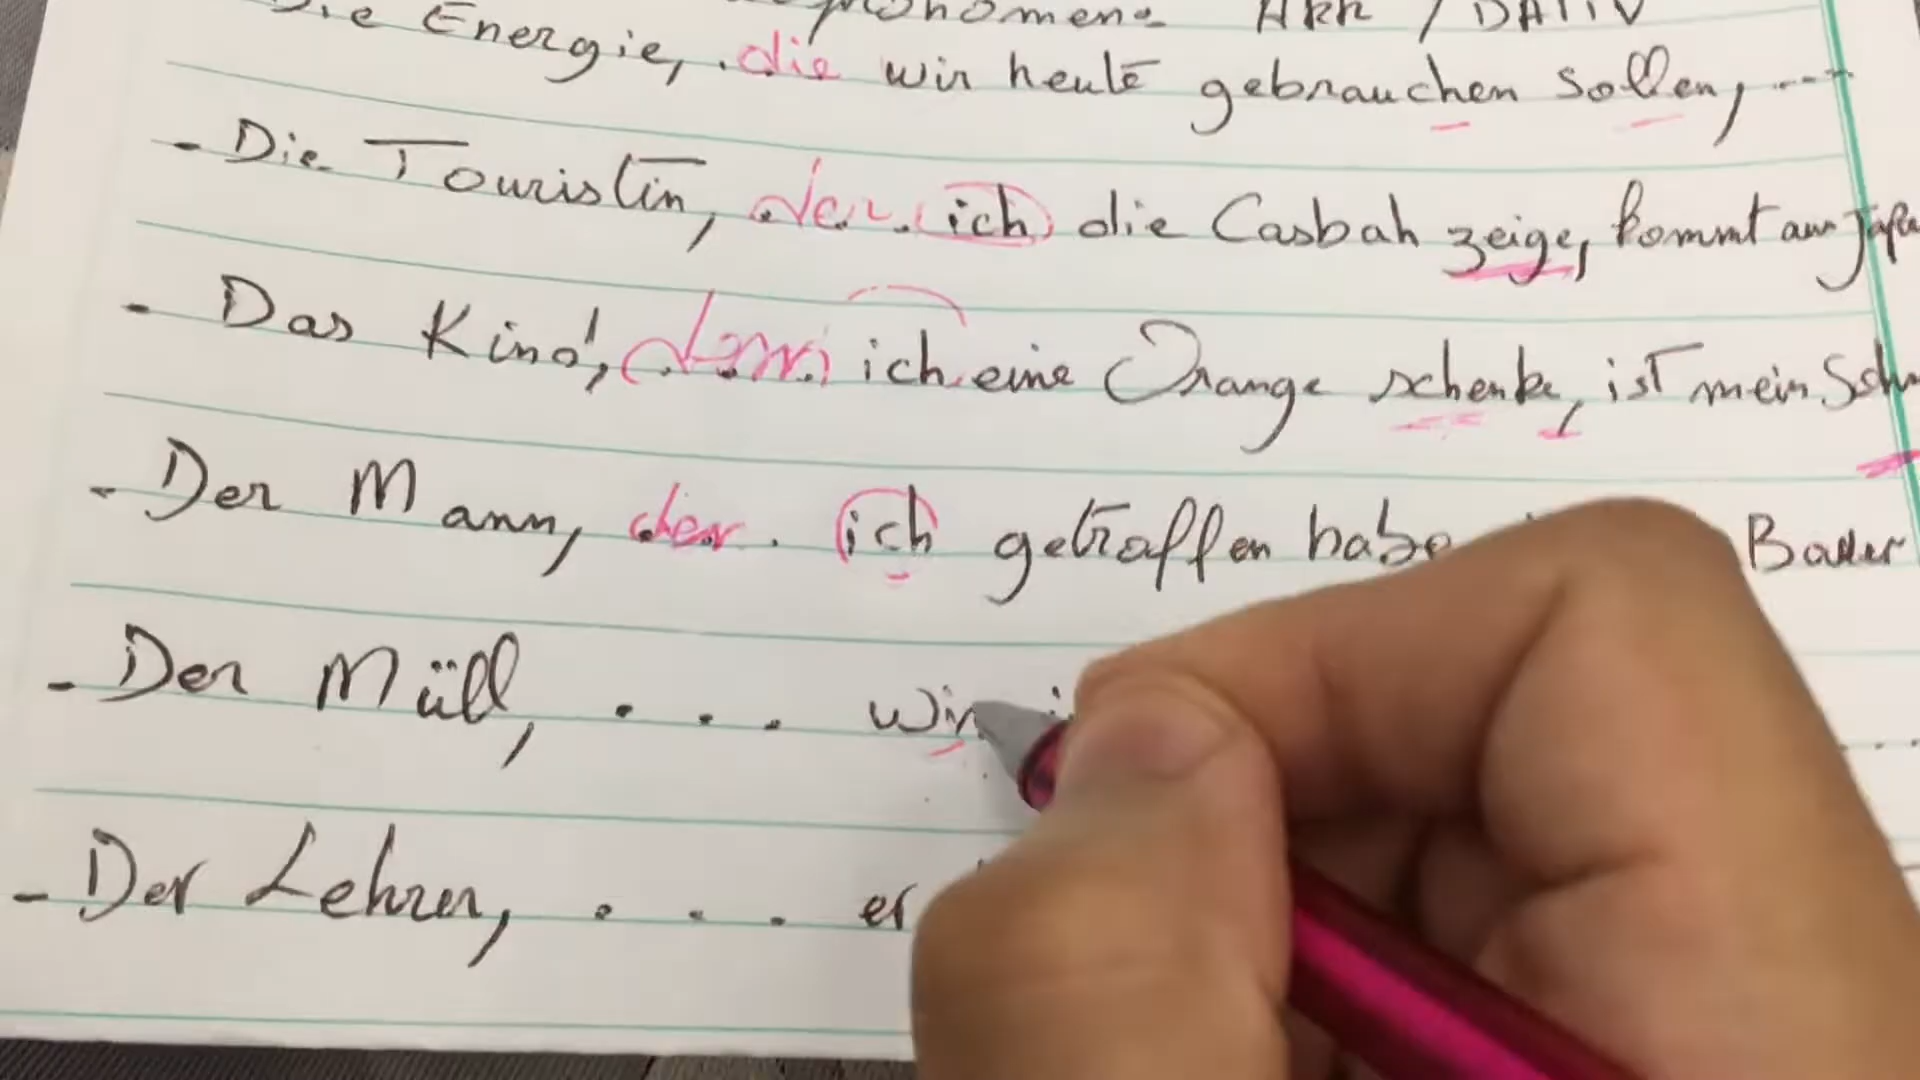 Akk / DATIV
Die Energie, die wir heute gebrauchen sollen, ....
- Die Touristin, der ich die Casbah zeige, kommt aus
- Das Kind, dem ich eine Orange schenke, ist mein
- Der Mann, den ich getroffen habe Bauer
- Der Müll, ... wir
- Der Lehrer, ... er